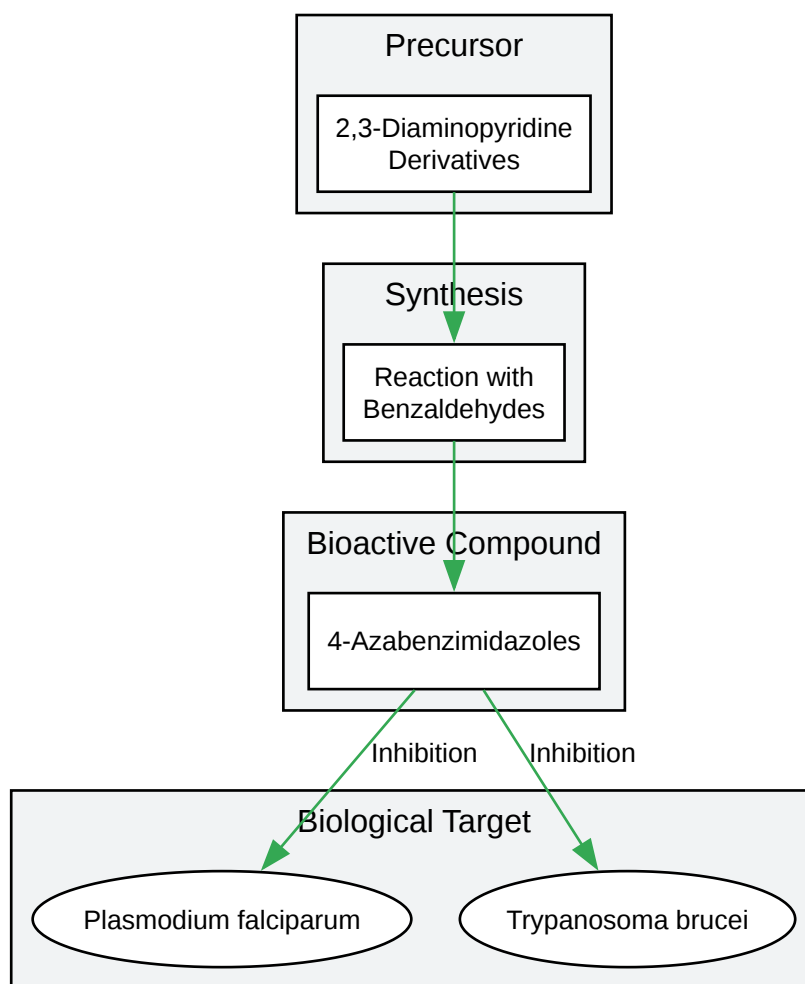 Precursor
2,3-Diaminopyridine
Derivatives
Synthesis
Reaction with
Benzaldehydes
Bioactive Compound
4-Azabenzimidazoles
Inhibition
Inhibition
Biological Target
Plasmodium falciparum
Trypanosoma brucei